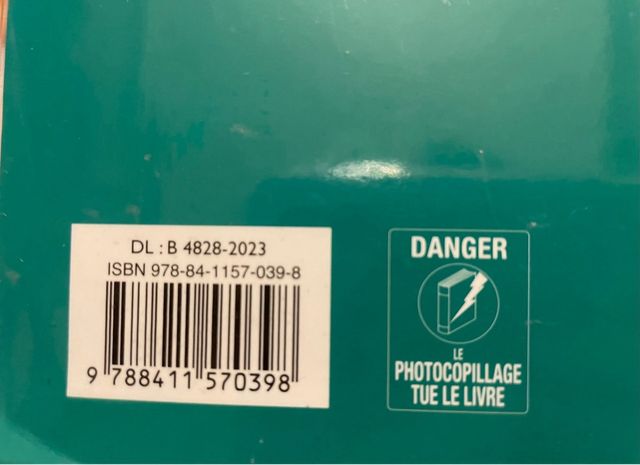 DL : B 4828-2023
ISBN 978-84-1157-039-8
9 788411 570398
DANGER
LE
PHOTOCOPILLAGE
TUE LE LIVRE